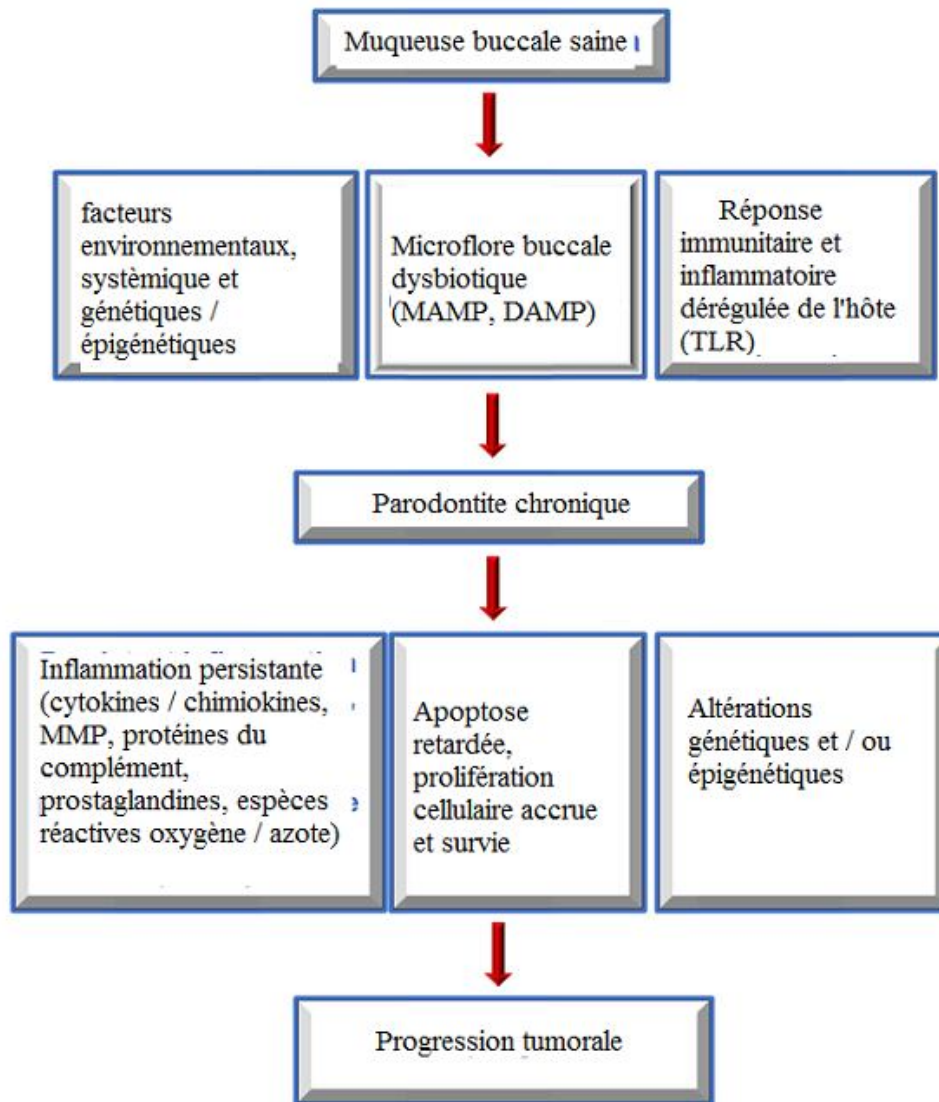 Muqueuse buccale saine
facteurs
environnementaux,
systèmique et
génétiques /
épigénétiques
Microflore buccale
dysbiotique
(MAMP, DAMP)
Réponse
immunitaire et
inflammatoire
dérégulée de l'hôte
(TLR)
Parodontite chronique
Inflammation persistante
(cytokines / chimiokines,
MMP, protéines du
complément,
prostaglandines, espèces
réactives oxygène / azote)
Apoptose
retardée,
prolifération
cellulaire accrue
et survie
Altérations
génétiques et / ou
épigénétiques
Progression tumorale